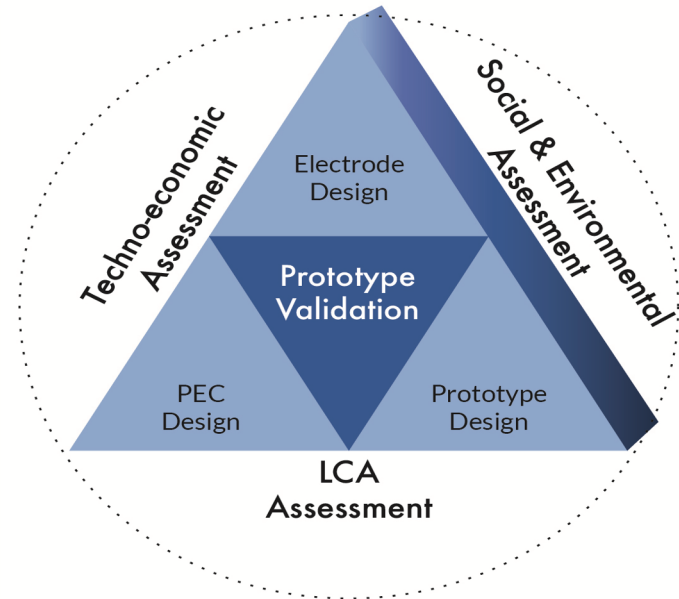 Techno-economic
Assessment
Social & Environmental
Assessment
Electrode
Design
Prototype
Validation
PEC
Design
Prototype
Design
LCA
Assessment